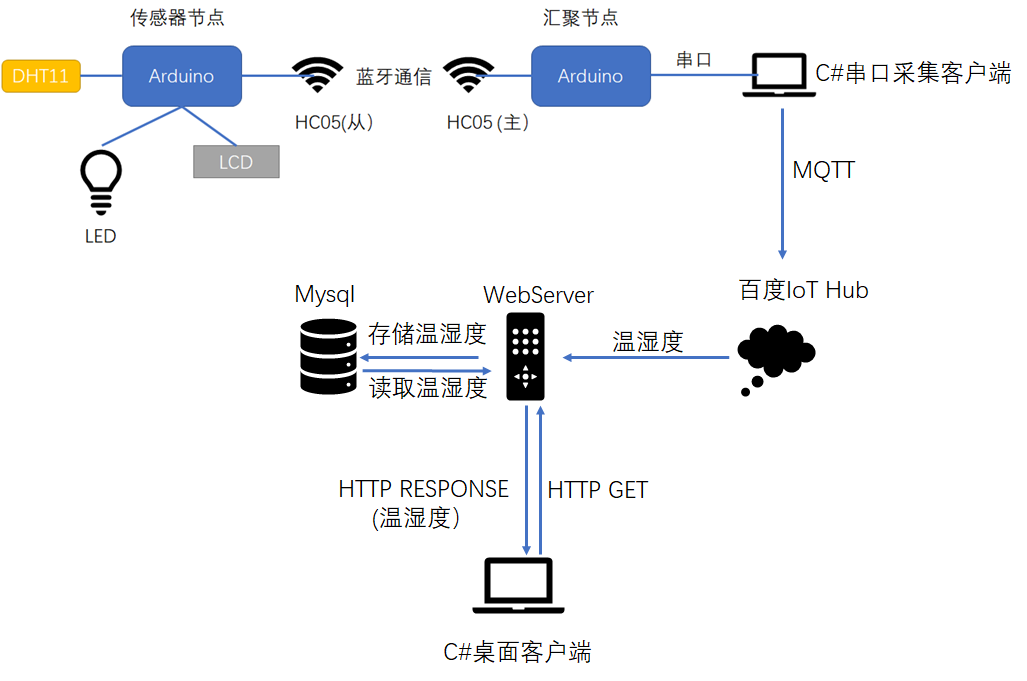 传感器节点
汇聚节点
DHT11
Arduino
蓝牙通信
Arduino
串口
C#串口采集客户端
HC05(从）
HC05 (主）
LCD
MQTT
LED
Mysql
WebServer
百度IoT Hub
存储温湿度
温湿度
读取温湿度
HTTP RESPONSE
(温湿度）
HTTP GET
C#桌面客户端